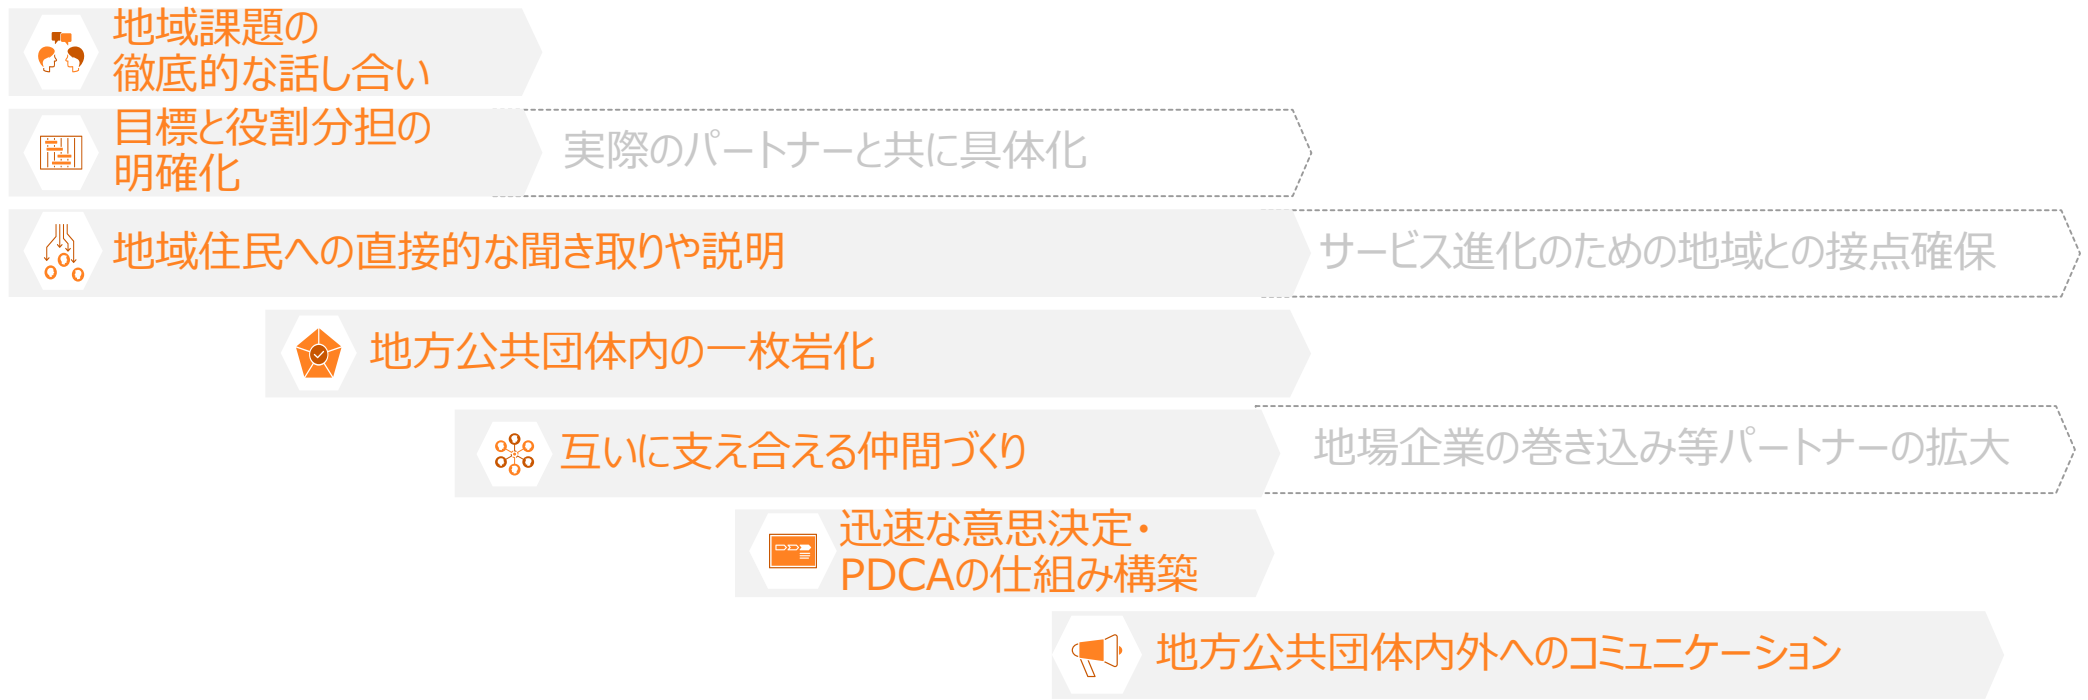 地域課題の
徹底的な話し合い
目標と役割分担の
明確化
実際のパートナーと共に具体化
地域住民への直接的な聞き取りや説明
サービス進化のための地域との接点確保
地方公共団体内の一枚岩化
互いに支え合える仲間づくり
地場企業の巻き込み等パートナーの拡大
迅速な意思決定・
PDCAの仕組み構築
地方公共団体内外へのコミュニケーション